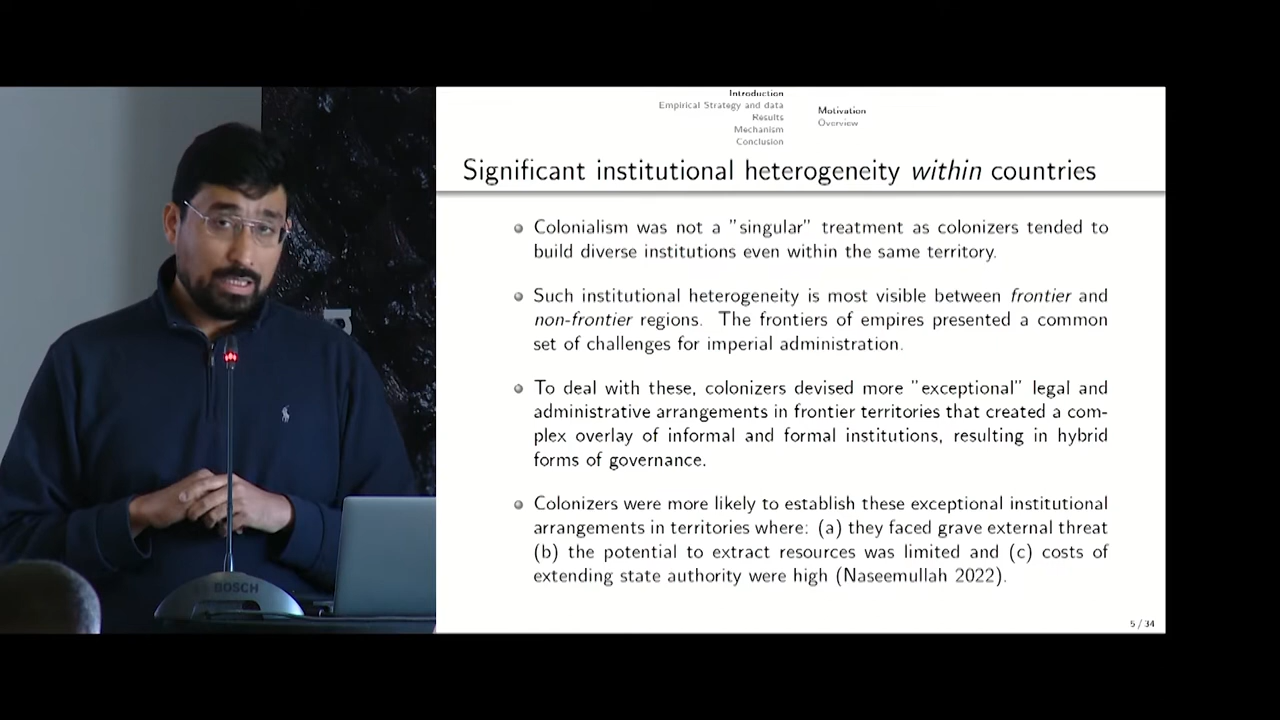 Introduction
Empirical Strategy and data
Results
Mechanism
Conclusion
Motivation
Overview
Significant institutional heterogeneity within countries
Colonialism was not a "singular" treatment as colonizers tended to
build diverse institutions even within the same territory.
Such institutional heterogeneity is most visible between frontier and
non-frontier regions. The frontiers of empires presented a common
set of challenges for imperial administration.
To deal with these, colonizers devised more "exceptional" legal and
administrative arrangements in frontier territories that created a com-
plex overlay of informal and formal institutions, resulting in hybrid
forms of governance.
Colonizers were more likely to establish these exceptional institutional
arrangements in territories where: (a) they faced grave external threat
(b) the potential to extract resources was limited and (c) costs of
extending state authority were high (Naseemullah 2022).
5 / 34
BOSCH